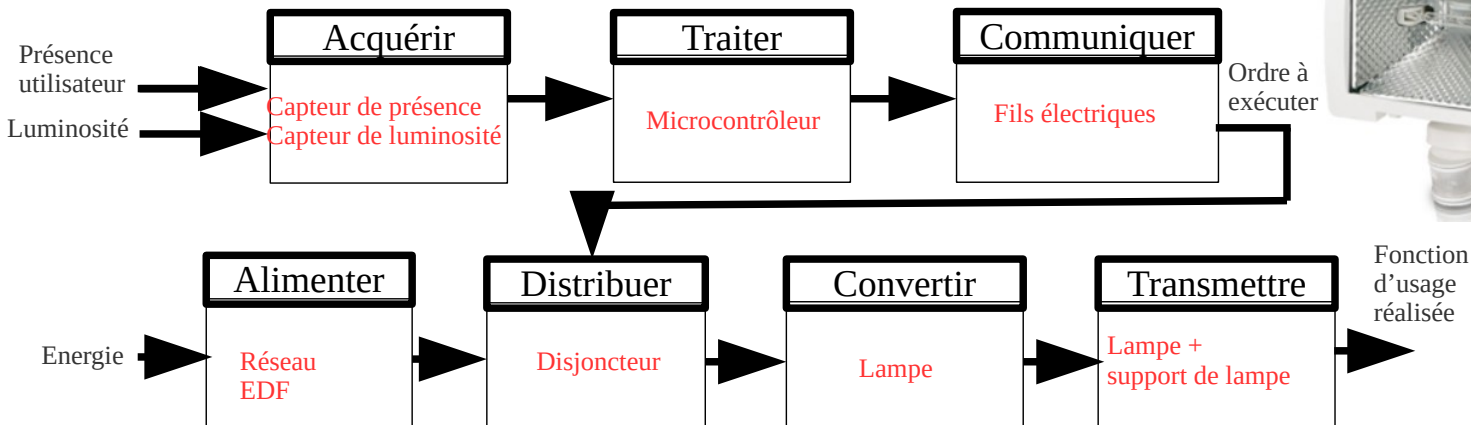 Acquérir
Traiter
Communiquer
Présence
utilisateur
Luminosité
Capteur de présence
Capteur de luminosité
Microcontrôleur
Fils électriques
Ordre à
exécuter
Alimenter
Distribuer
Convertir
Transmettre
Fonction
d'usage
réalisée
Energie
Réseau
EDF
Disjoncteur
Lampe
Lampe +
support de lampe